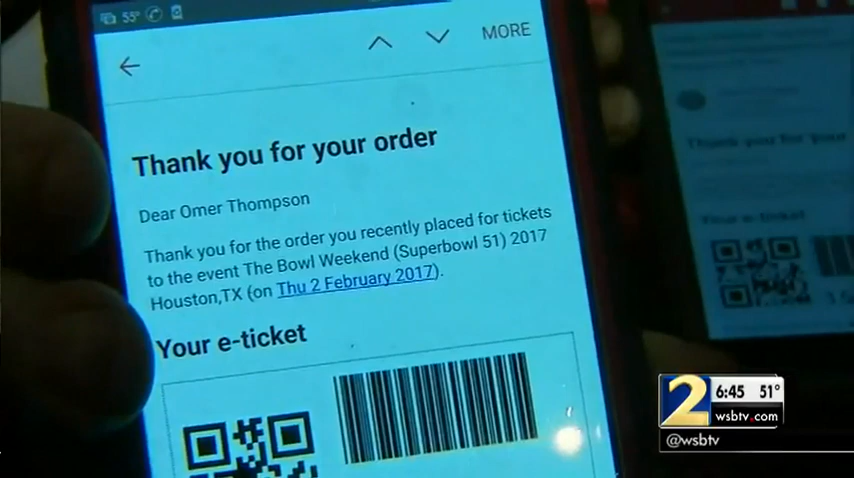 55°
MORE
Thank you for your order
Dear Omer Thompson
Thank you for the order you recently placed for tickets
to the event The Bowl Weekend (Superbowl 51) 2017
Houston,TX (on Thu 2 February 2017).
Your e-ticket
Thank you for your
Your e-ticket
2 6:45 51°
wsbtv.com
@wsbtv